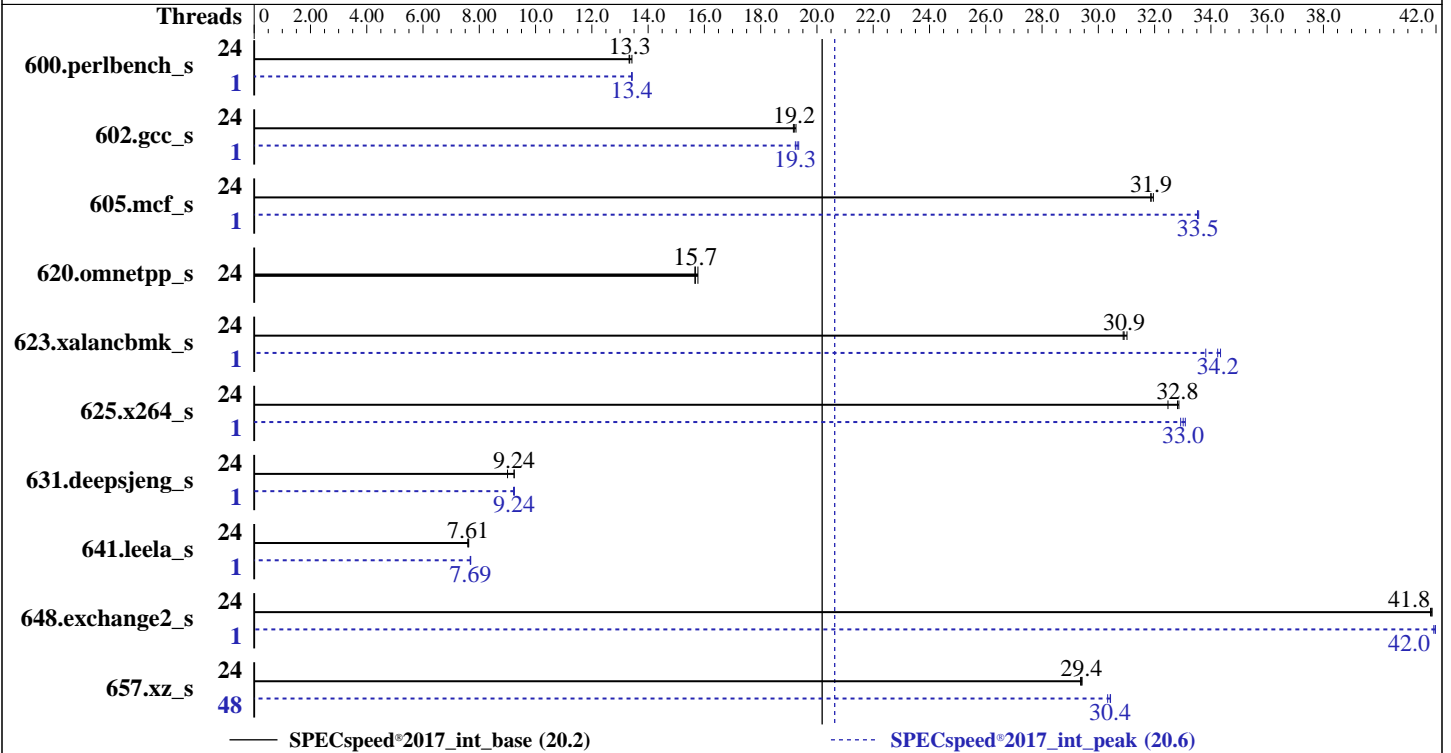 Threads 0 2.00 4.00 6.00 8.00 10.0 12.0 14.0 16.0 18.0 20.0 22.0 24.0 26.0 28.0 30.0 32.0 34.0 36.0 38.0 42.0
600.perlbench_s 24 13.3
1 13.4
602.gcc_s 24 19.2
1 19.3
605.mcf_s 24 31.9
1 33.5
620.omnetpp_s 24 15.7
623.xalancbmk_s 24 30.9
1 34.2
625.x264_s 24 32.8
1 33.0
631.deepsjeng_s 24 9.24
1 9.24
641.leela_s 24 7.61
1 7.69
648.exchange2_s 24 41.8
1 42.0
657.xz_s 24 29.4
48 30.4
SPECspeed®2017_int_base (20.2) SPECspeed®2017_int_peak (20.6)